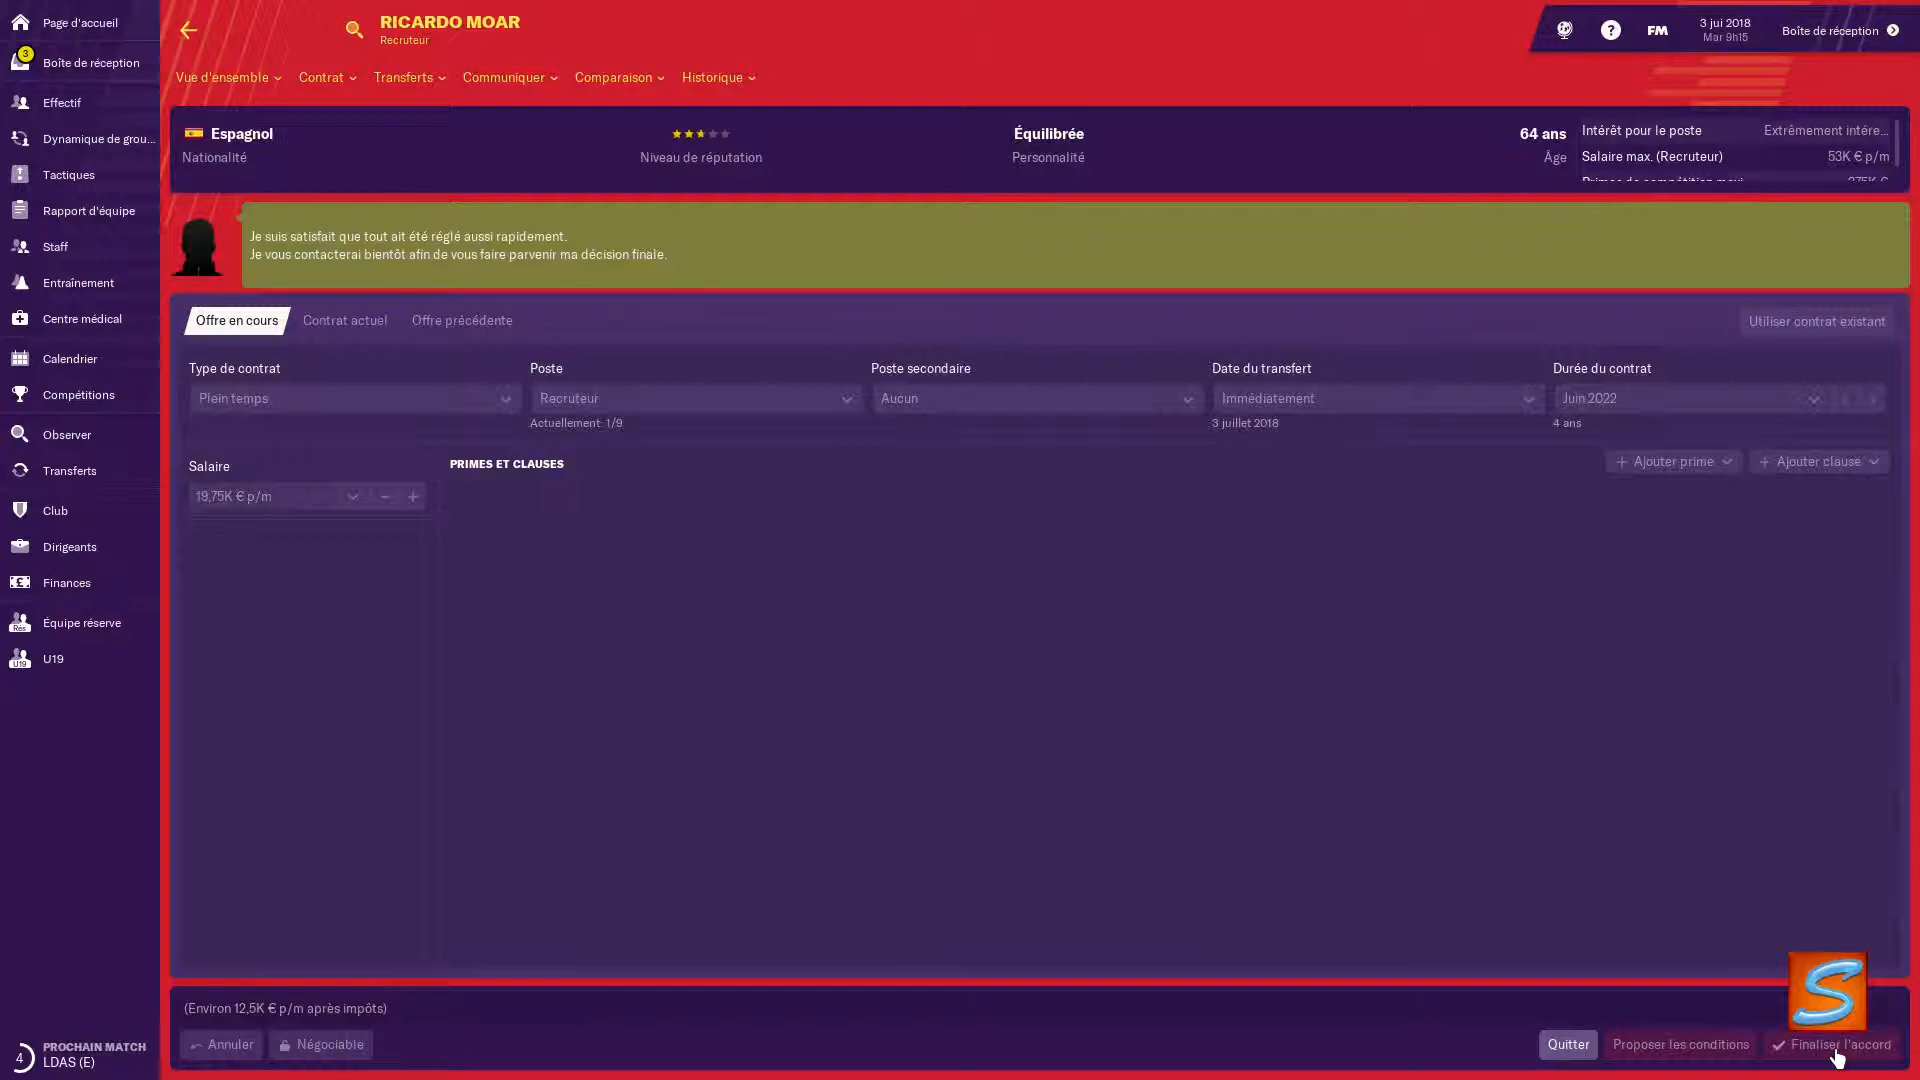 Page d'accueil
3
Boîte de réception
Effectif
Dynamique de grou...
Tactiques
Rapport d'équipe
Staff
Entraînement
Centre médical
Calendrier
Compétitions
Observer
Transferts
Club
Dirigeants
Finances
Rés
Équipe réserve
U19
U19
4
PROCHAIN MATCH
LDAS (E)
RICARDO MOAR
Recruteur
? FM
3 jui 2018
Mar 9h15
Boîte de réception
Vue d'ensemble Contrat Transferts Communiquer Comparaison Historique
Espagnol
Nationalité
Niveau de réputation
Équilibrée
Personnalité
64 ans
Âge
Intérêt pour le poste Extrêmement intére...
Salaire max. (Recruteur) 53K € p/m
Je suis satisfait que tout ait été réglé aussi rapidement.
Je vous contacterai bientôt afin de vous faire parvenir ma décision finale.
Offre en cours Contrat actuel Offre précédente Utiliser contrat existant
Type de contrat Poste Poste secondaire Date du transfert Durée du contrat
Plein temps Recruteur Aucun Immédiatement Juin 2022
Actuellement: 1/9 3 juillet 2018 4 ans
Salaire PRIMES ET CLAUSES + Ajouter prime + Ajouter clause
19,75K € p/m - +
(Environ 12,5K € p/m après impôts)
Annuler Négociable Quitter Proposer les conditions Finaliser l'accord
S